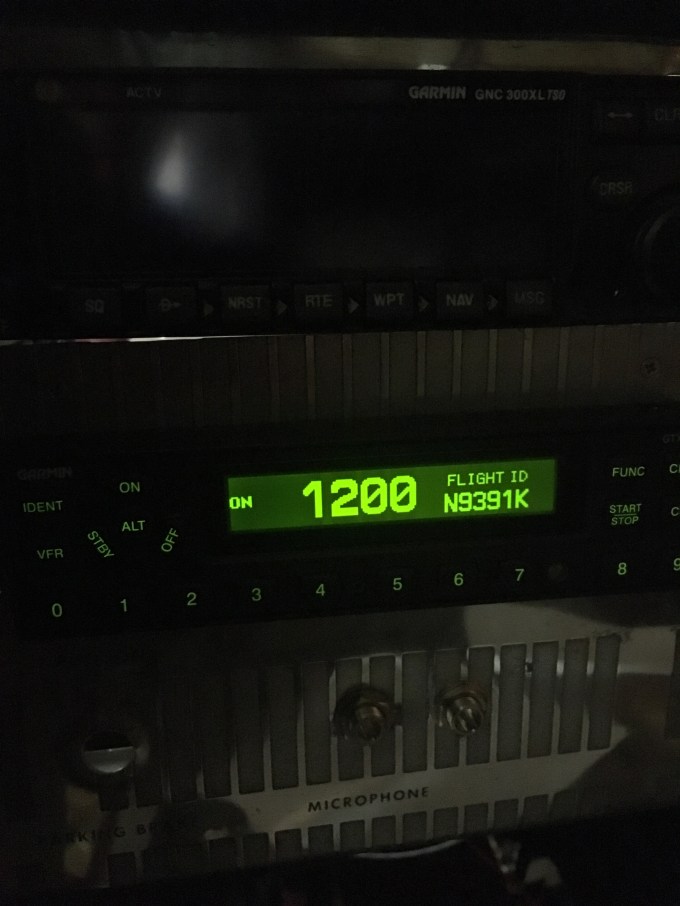 ACTV
GARMIN GNC 300XL TSO
CRSR
NRST RTE WPT NAV MSG
GARMIN
IDENT
ON
ALT
STBY
OFF
VFR
ON 1200 FLIGHT ID
N9391K
FUNC
START
STOP
0 1 2 3 4 5 6 7 8 9
MICROPHONE